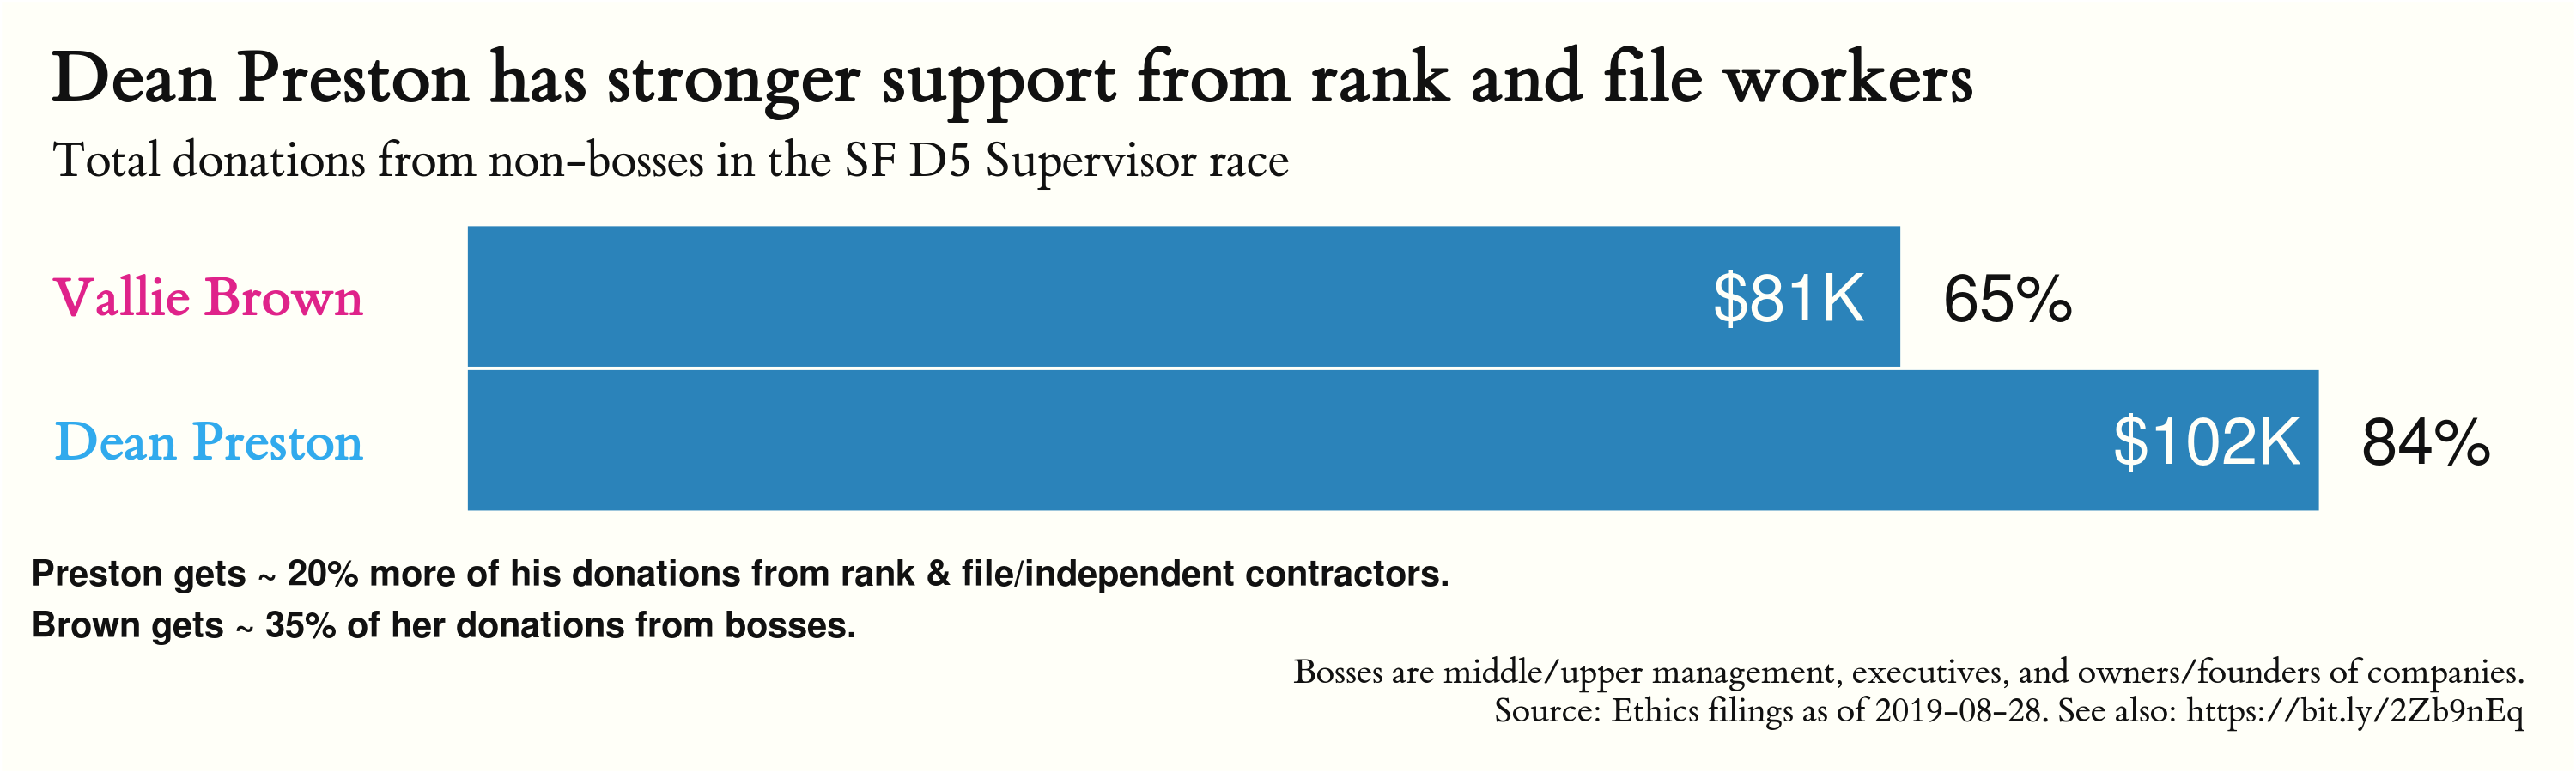 Dean Preston has stronger support from rank and file workers
Total donations from non-bosses in the SF D5 Supervisor race
Vallie Brown $81K 65%
Dean Preston $102K 84%
Preston gets ~ 20% more of his donations from rank & file/independent contractors.
Brown gets ~ 35% of her donations from bosses.
Bosses are middle/upper management, executives, and owners/founders of companies.
Source: Ethics filings as of 2019-08-28. See also: https://bit.ly/2Zb9nEq